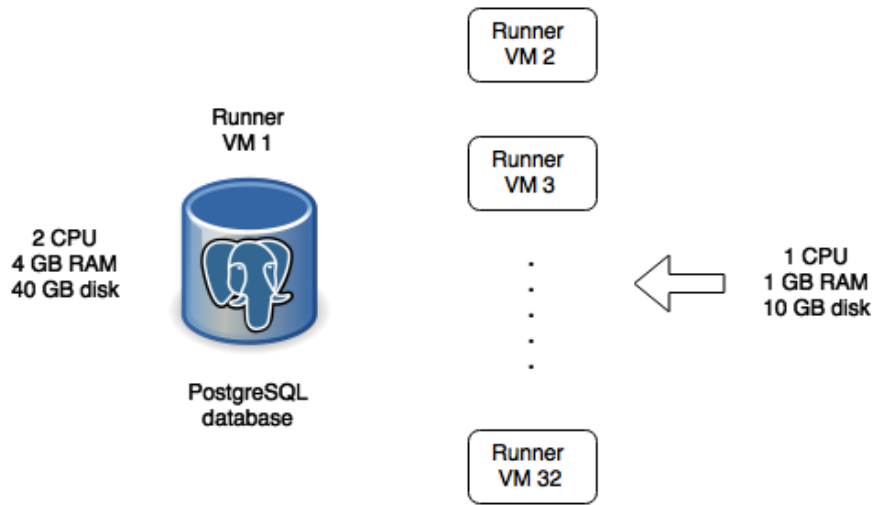 Runner
VM 1
2 CPU
4 GB RAM
40 GB disk
PostgreSQL
database
Runner
VM 2
Runner
VM 3
Runner
VM 32
1 CPU
1 GB RAM
10 GB disk